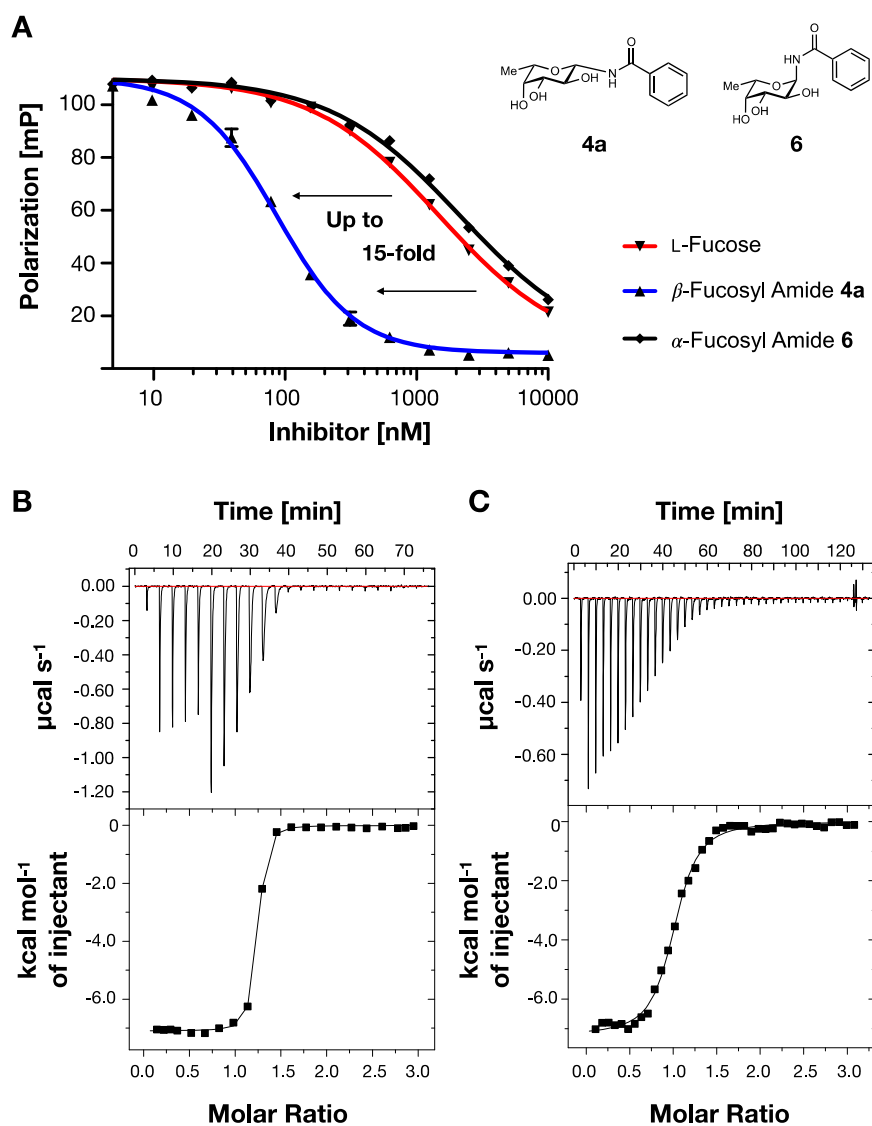 A
Polarization [mP]
100
80
60
40
20
10
100
1000
10000
Inhibitor [nM]
Up to
15-fold
Me
O
O
N
H
OH
OH
HO
4a
O
HN
Me
O
OH
OH
HO
6
L-Fucose
β-Fucosyl Amide 4a
α-Fucosyl Amide 6
B
Time [min]
0 10 20 30 40 50 60 70
0.00
-0.20
-0.40
-0.60
-0.80
-1.00
-1.20
µcal s-1
0
-2.0
-4.0
-6.0
kcal mol-1
of injectant
0.0 0.5 1.0 1.5 2.0 2.5 3.0
Molar Ratio
C
Time [min]
0 20 40 60 80 100 120
0.00
-0.20
-0.40
-0.60
µcal s-1
0
-2.0
-4.0
-6.0
kcal mol-1
of injectant
0.0 0.5 1.0 1.5 2.0 2.5 3.0
Molar Ratio